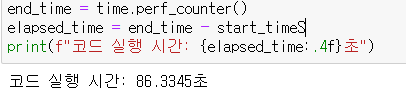 end_time = time.perf_counter()
elapsed_time = end_time - start_timeS
print(f"코드 실행 시간: {elapsed_time:.4f}초")
코드 실행 시간: 86.3345초